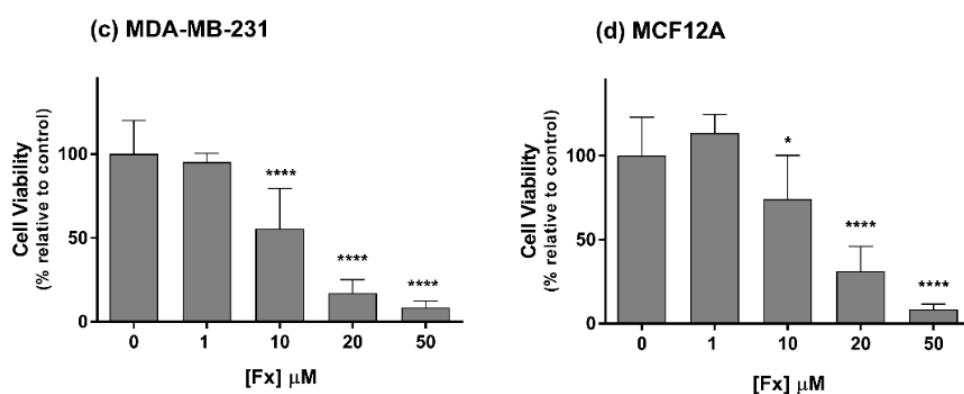 (c) MDA-MB-231
Cell Viability
(% relative to control)
100
50
0
****
****
****
0 1 10 20 50
[Fx] μM
(d) MCF12A
Cell Viability
(% relative to control)
100
50
0
*
****
****
0 1 10 20 50
[Fx] μM